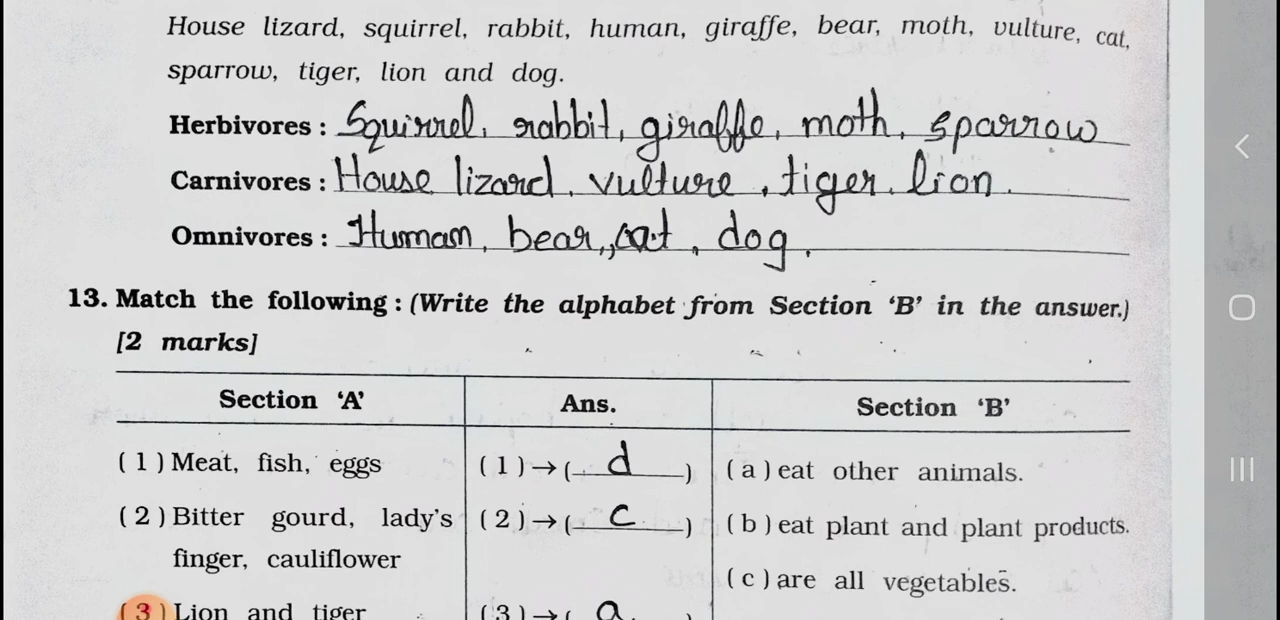 House lizard, squirrel, rabbit, human, giraffe, bear, moth, vulture, cat,
sparrow, tiger, lion and dog.
Herbivores : Squirrel, rabbit, giraffe, moth, sparrow
Carnivores : House lizard, vulture, tiger, lion.
Omnivores : Human, bear,,cat, dog.
13. Match the following : (Write the alphabet from Section ‘B’ in the answer.)
[2 marks]
Section ‘A’ Ans. Section ‘B’
(1) Meat, fish, eggs (1)→( d ) (a) eat other animals.
(2) Bitter gourd, lady's (2)→( c ) (b) eat plant and plant products.
finger, cauliflower
(c) are all vegetables.
(3) Lion and tiger (3)→( a )